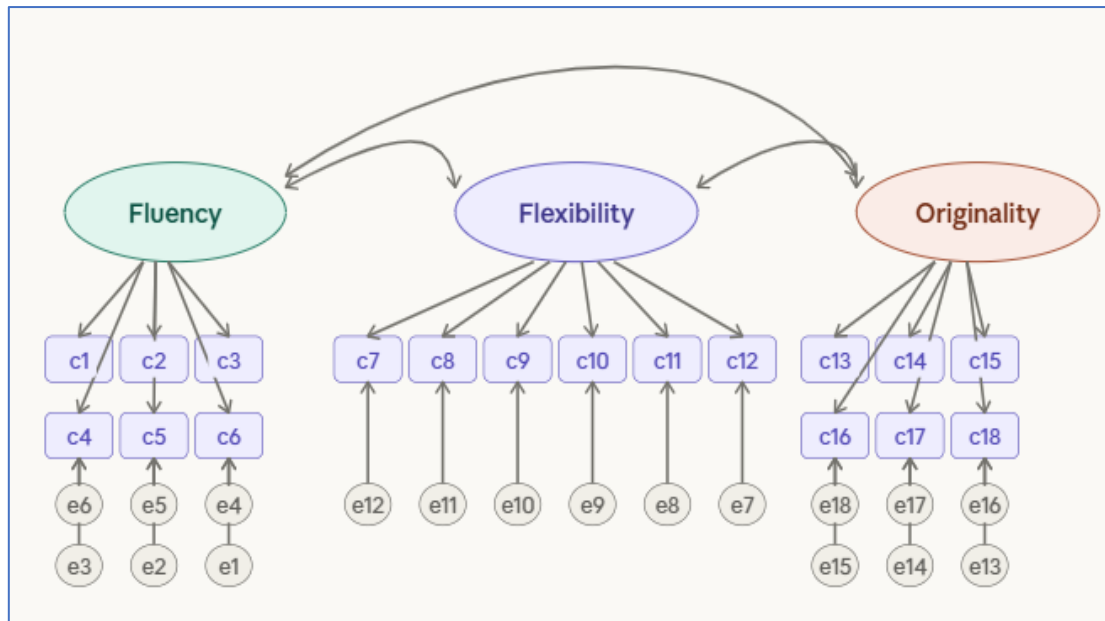 Fluency Flexibility Originality
c1 c2 c3 c7 c8 c9 c10 c11 c12 c13 c14 c15
c4 c5 c6 c16 c17 c18
e6 e5 e4 e12 e11 e10 e9 e8 e7 e18 e17 e16
e3 e2 e1 e15 e14 e13